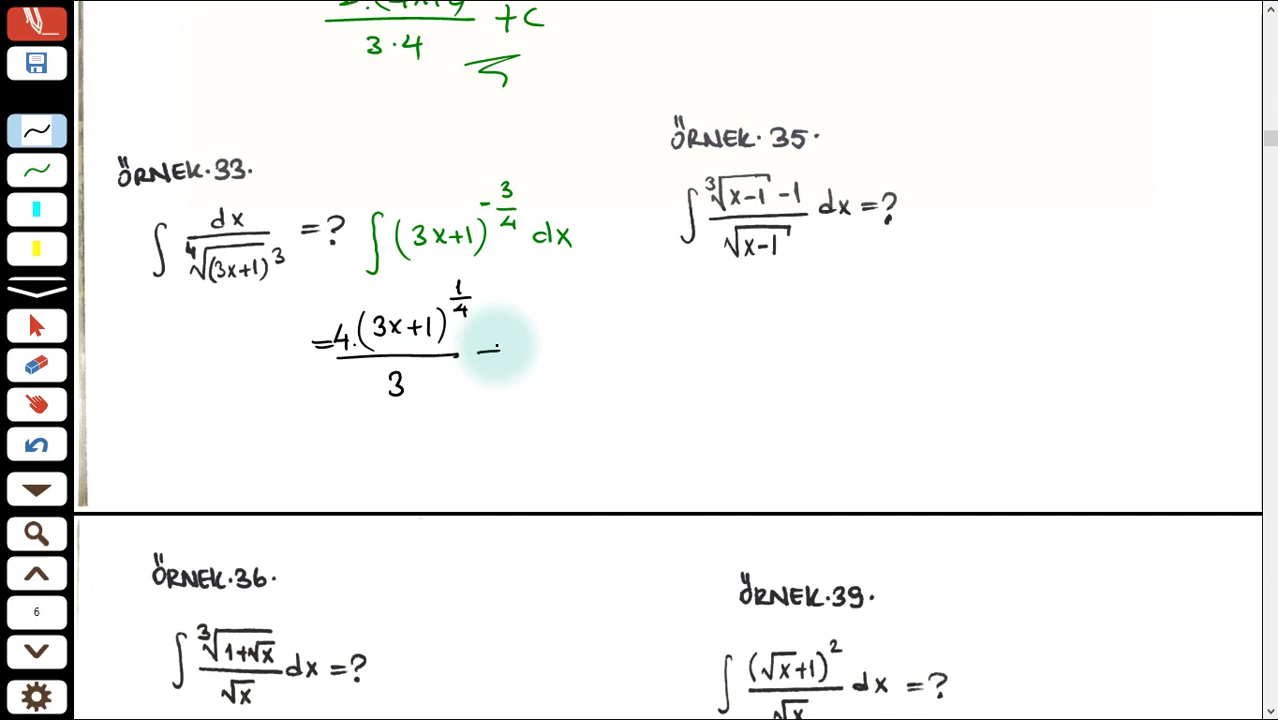 3·4 +C
ÖRNEK·33·
∫ dx / ⁴√(3x+1)³ =? ∫ (3x+1)^(-3/4) dx
= 4·(3x+1)^(1/4) / 3 –
ÖRNEK· 35·
∫ (³√(x-1) -1) / √(x-1) dx =?
6
ÖRNEK·36·
∫ ³√(1+√x) / √x dx =?
ÖRNEK·39·
∫ (√x+1)² / √x dx =?